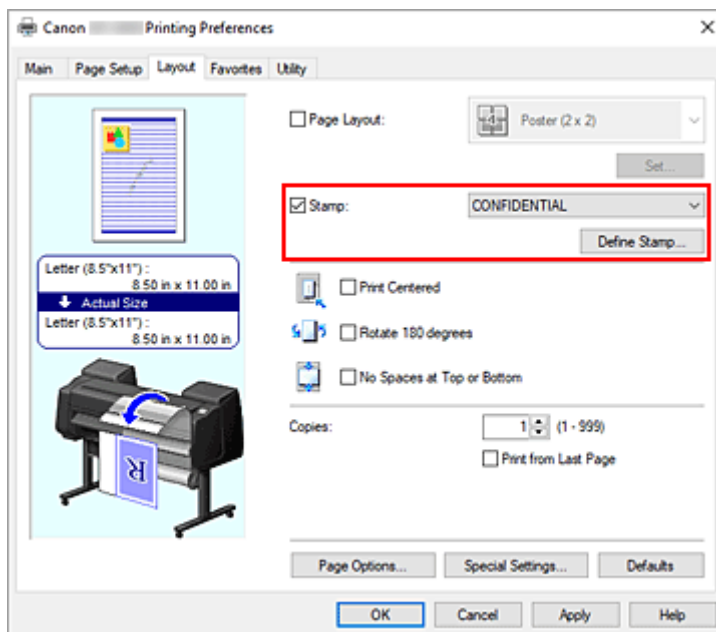 Canon Printing Preferences
Main Page Setup Layout Favorites Utility
Page Layout: Poster (2 x 2)
Set...
Stamp: CONFIDENTIAL
Define Stamp...
Letter (8.5"x11") :
8.50 in x 11.00 in
Actual Size
Letter (8.5"x11") :
8.50 in x 11.00 in
Print Centered
Rotate 180 degrees
No Spaces at Top or Bottom
Copies: 1 (1 - 999)
Print from Last Page
Page Options... Special Settings... Defaults
OK Cancel Apply Help